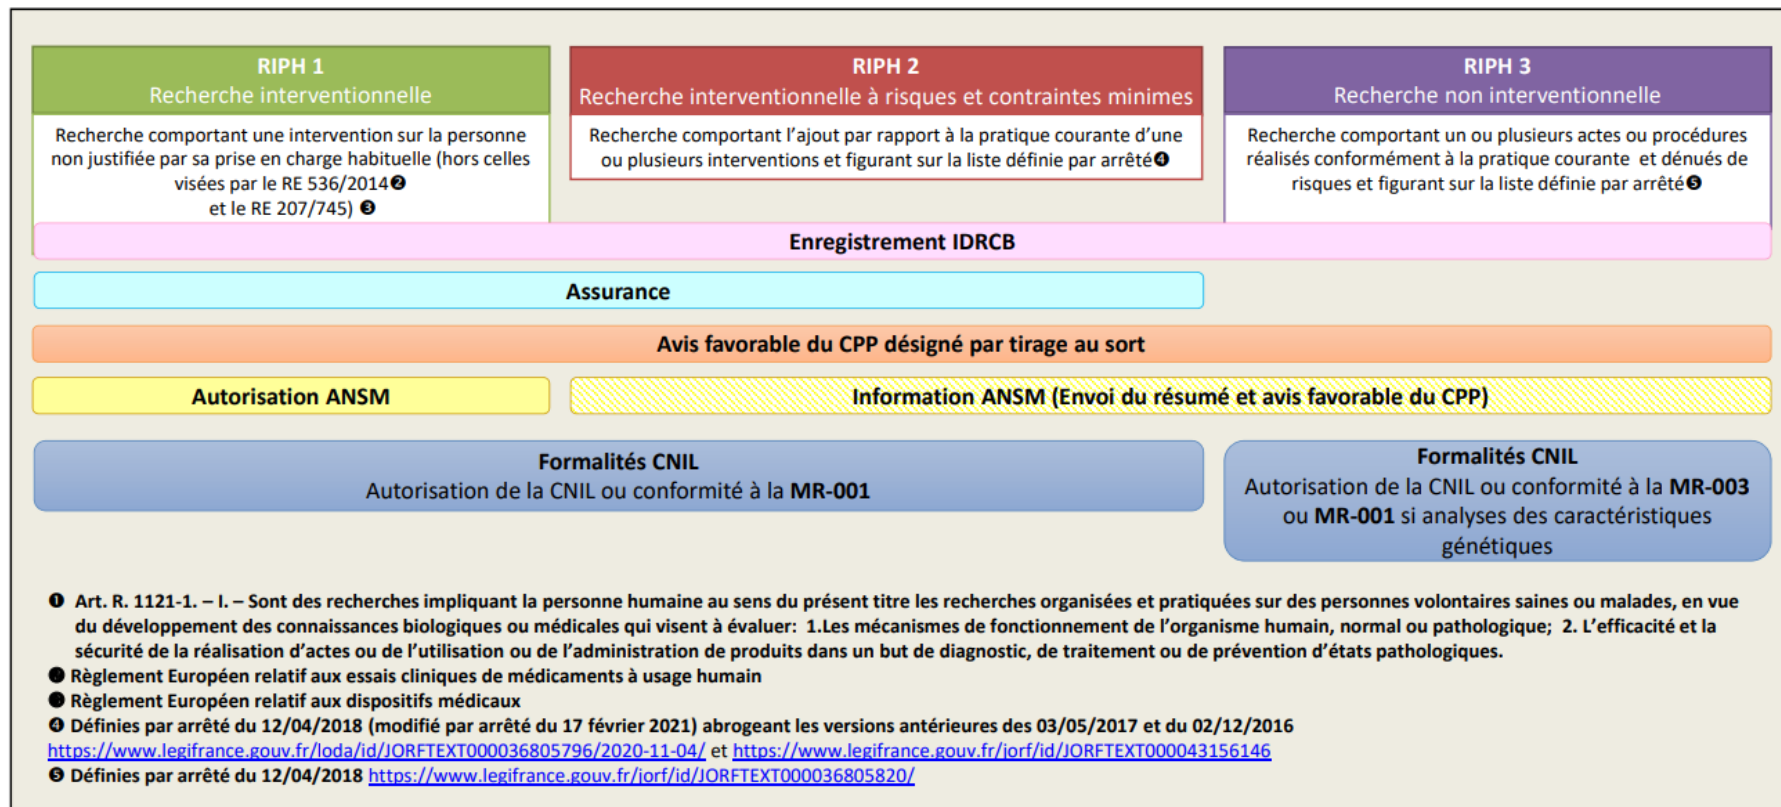 RIPH 1
Recherche interventionnelle
Recherche comportant une intervention sur la personne
non justifiée par sa prise en charge habituelle (hors celles
visées par le RE 536/2014❷
et le RE 207/745) ❸
RIPH 2
Recherche interventionnelle à risques et contraintes minimes
Recherche comportant l’ajout par rapport à la pratique courante d’une
ou plusieurs interventions et figurant sur la liste définie par arrêté❹
RIPH 3
Recherche non interventionnelle
Recherche comportant un ou plusieurs actes ou procédures
réalisés conformément à la pratique courante et dénués de
risques et figurant sur la liste définie par arrêté❺
Enregistrement IDRCB
Assurance
Avis favorable du CPP désigné par tirage au sort
Autorisation ANSM
Information ANSM (Envoi du résumé et avis favorable du CPP)
Formalités CNIL
Autorisation de la CNIL ou conformité à la MR-001
Formalités CNIL
Autorisation de la CNIL ou conformité à la MR-003
ou MR-001 si analyses des caractéristiques
génétiques
❶ Art. R. 1121-1. – I. – Sont des recherches impliquant la personne humaine au sens du présent titre les recherches organisées et pratiquées sur des personnes volontaires saines ou malades, en vue
du développement des connaissances biologiques ou médicales qui visent à évaluer: 1.Les mécanismes de fonctionnement de l’organisme humain, normal ou pathologique; 2. L’efficacité et la
sécurité de la réalisation d’actes ou de l’utilisation ou de l’administration de produits dans un but de diagnostic, de traitement ou de prévention d’états pathologiques.
❷ Règlement Européen relatif aux essais cliniques de médicaments à usage humain
❸ Règlement Européen relatif aux dispositifs médicaux
❹ Définies par arrêté du 12/04/2018 (modifié par arrêté du 17 février 2021) abrogeant les versions antérieures des 03/05/2017 et du 02/12/2016
https://www.legifrance.gouv.fr/loda/id/JORFTEXT000036805796/2020-11-04/ et https://www.legifrance.gouv.fr/jorf/id/JORFTEXT000043156146
❺ Définies par arrêté du 12/04/2018 https://www.legifrance.gouv.fr/jorf/id/JORFTEXT000036805820/